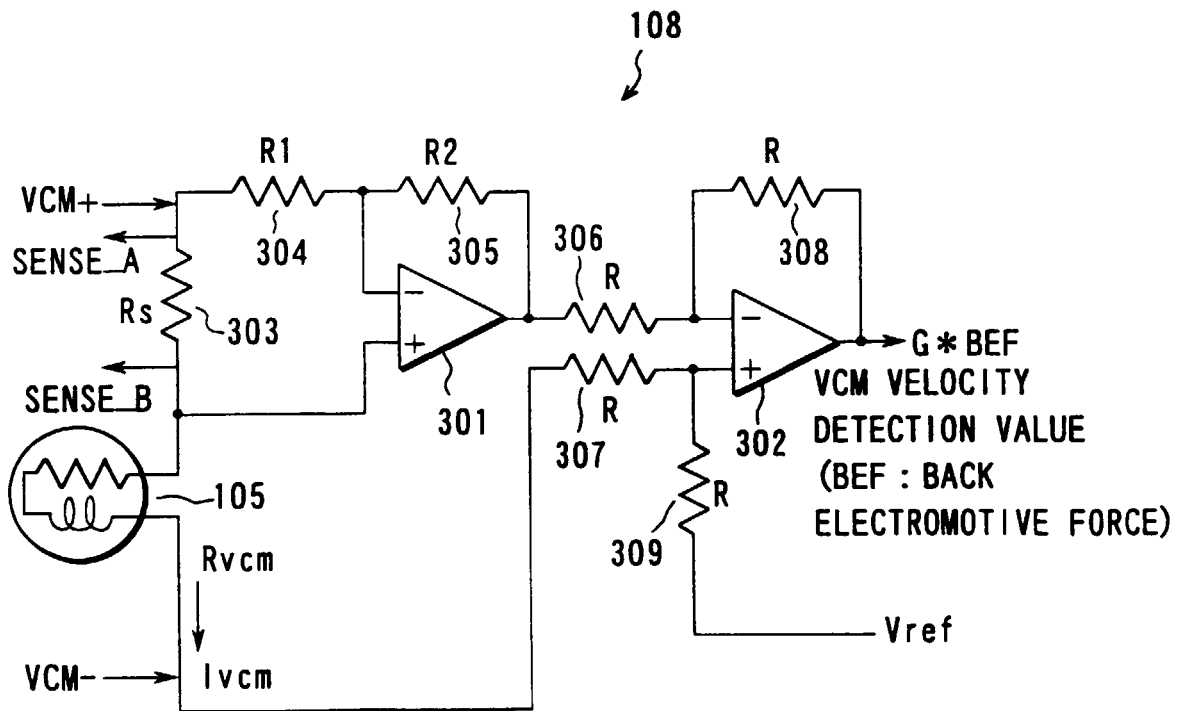 108
R1
R2
R
VCM+
304
305
306
308
SENSE_A
R
Rs
303
−
+
−
+
G*BEF
SENSE_B
301
R
307
302
VCM VELOCITY
DETECTION VALUE
(BEF : BACK
ELECTROMOTIVE FORCE)
105
R
309
Rvcm
Vref
VCM-
Ivcm